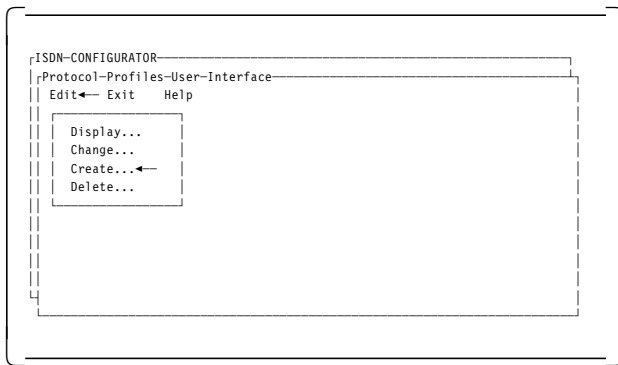 ISDN-CONFIGURATOR
Protocol-Profiles-User-Interface
Edit◄— Exit Help
Display...
Change...
Create...◄—
Delete...